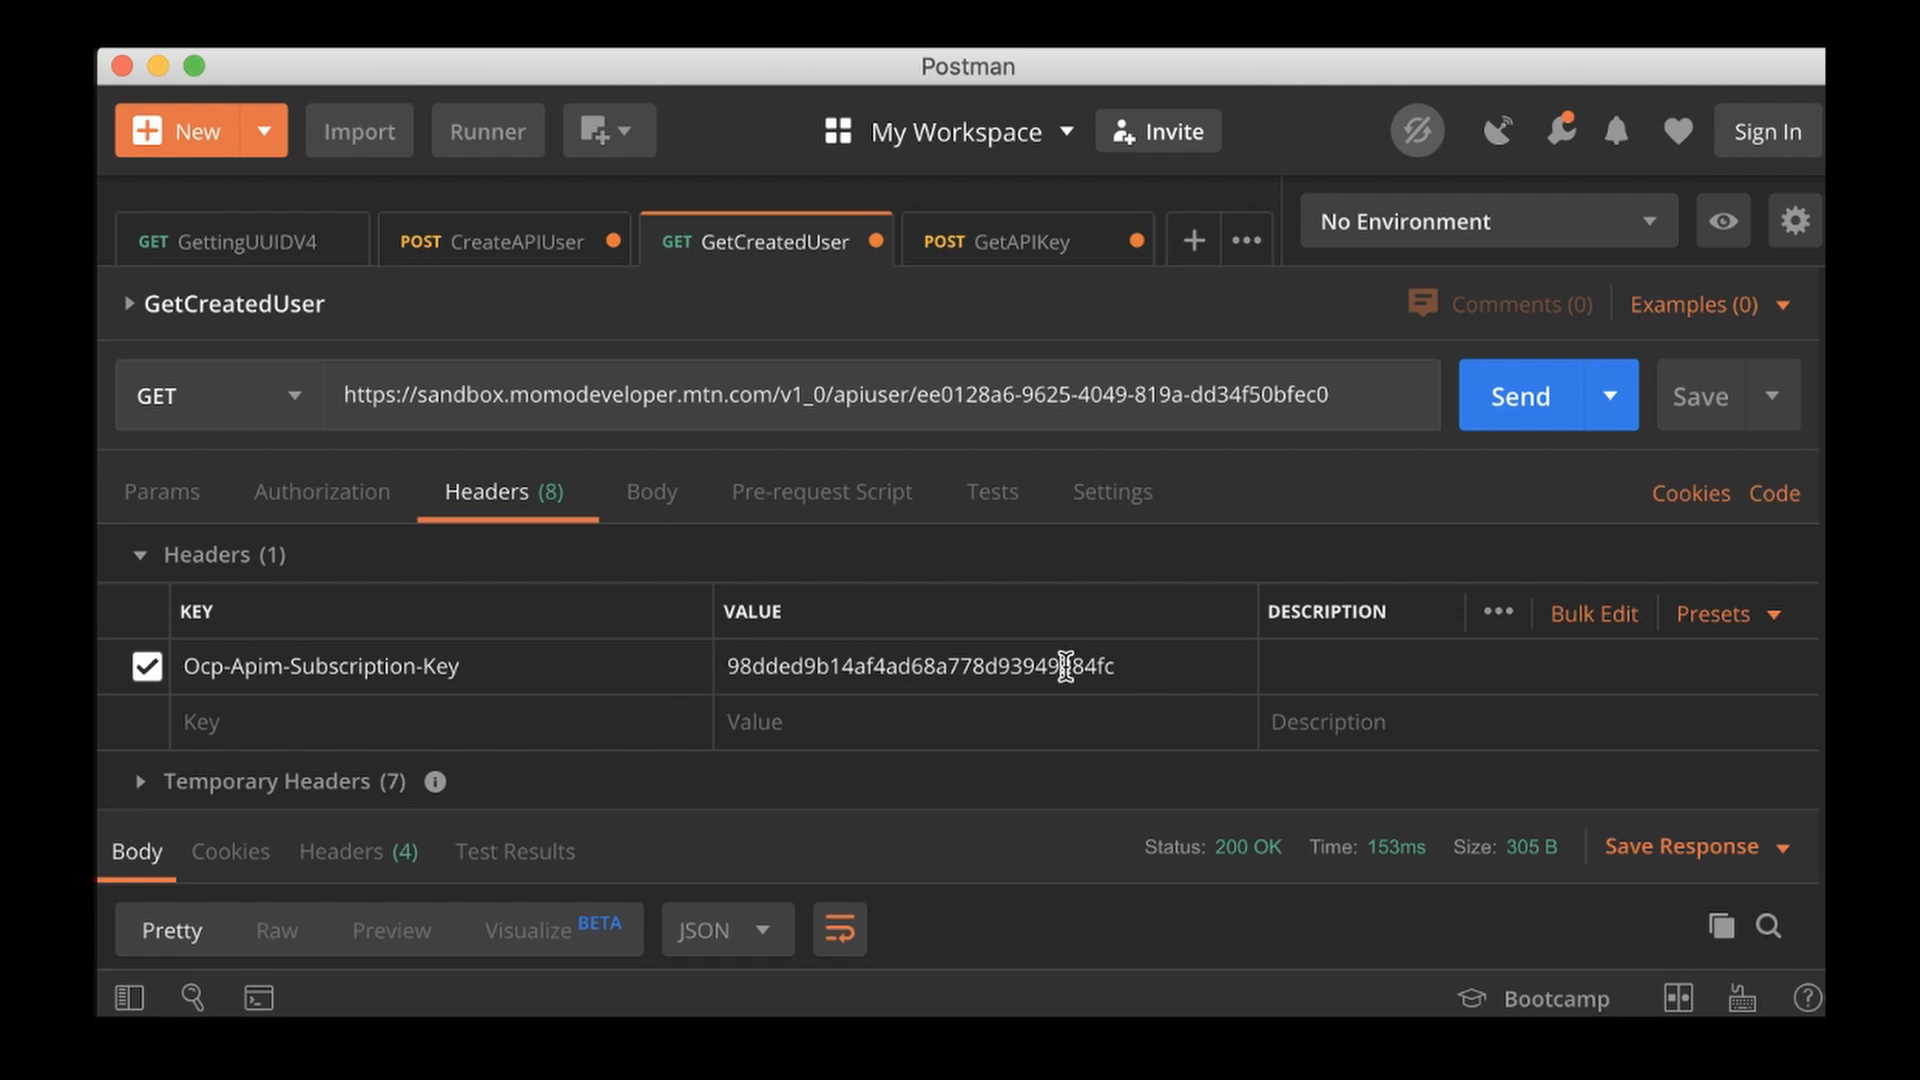 Postman
New Import Runner My Workspace Invite Sign In
GET GettingUUIDV4 POST CreateAPIUser GET GetCreatedUser POST GetAPIKey No Environment
GetCreatedUser Comments (0) Examples (0)
GET https://sandbox.momodeveloper.mtn.com/v1_0/apiuser/ee0128a6-9625-4049-819a-dd34f50bfec0 Send Save
Params Authorization Headers (8) Body Pre-request Script Tests Settings Cookies Code
Headers (1)
KEY VALUE DESCRIPTION Bulk Edit Presets
Ocp-Apim-Subscription-Key
Key Value Description
Temporary Headers (7)
Body Cookies Headers (4) Test Results Status: 200 OK Time: 153ms Size: 305 B Save Response
Pretty Raw Preview Visualize BETA JSON
Bootcamp